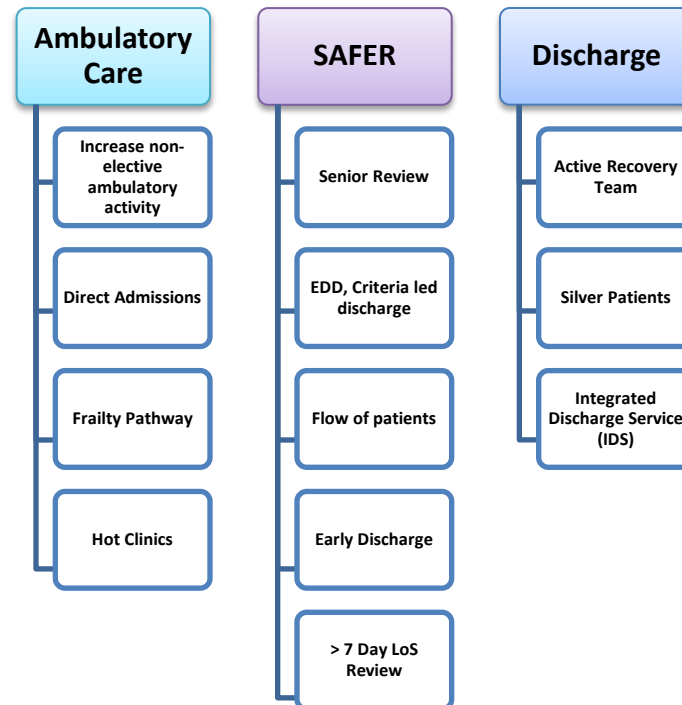 Ambulatory
Care
Increase non-
elective
ambulatory
activity
Direct Admissions
Frailty Pathway
Hot Clinics
SAFER
Senior Review
EDD, Criteria led
discharge
Flow of patients
Early Discharge
> 7 Day LoS
Review
Discharge
Active Recovery
Team
Silver Patients
Integrated
Discharge Service
(IDS)